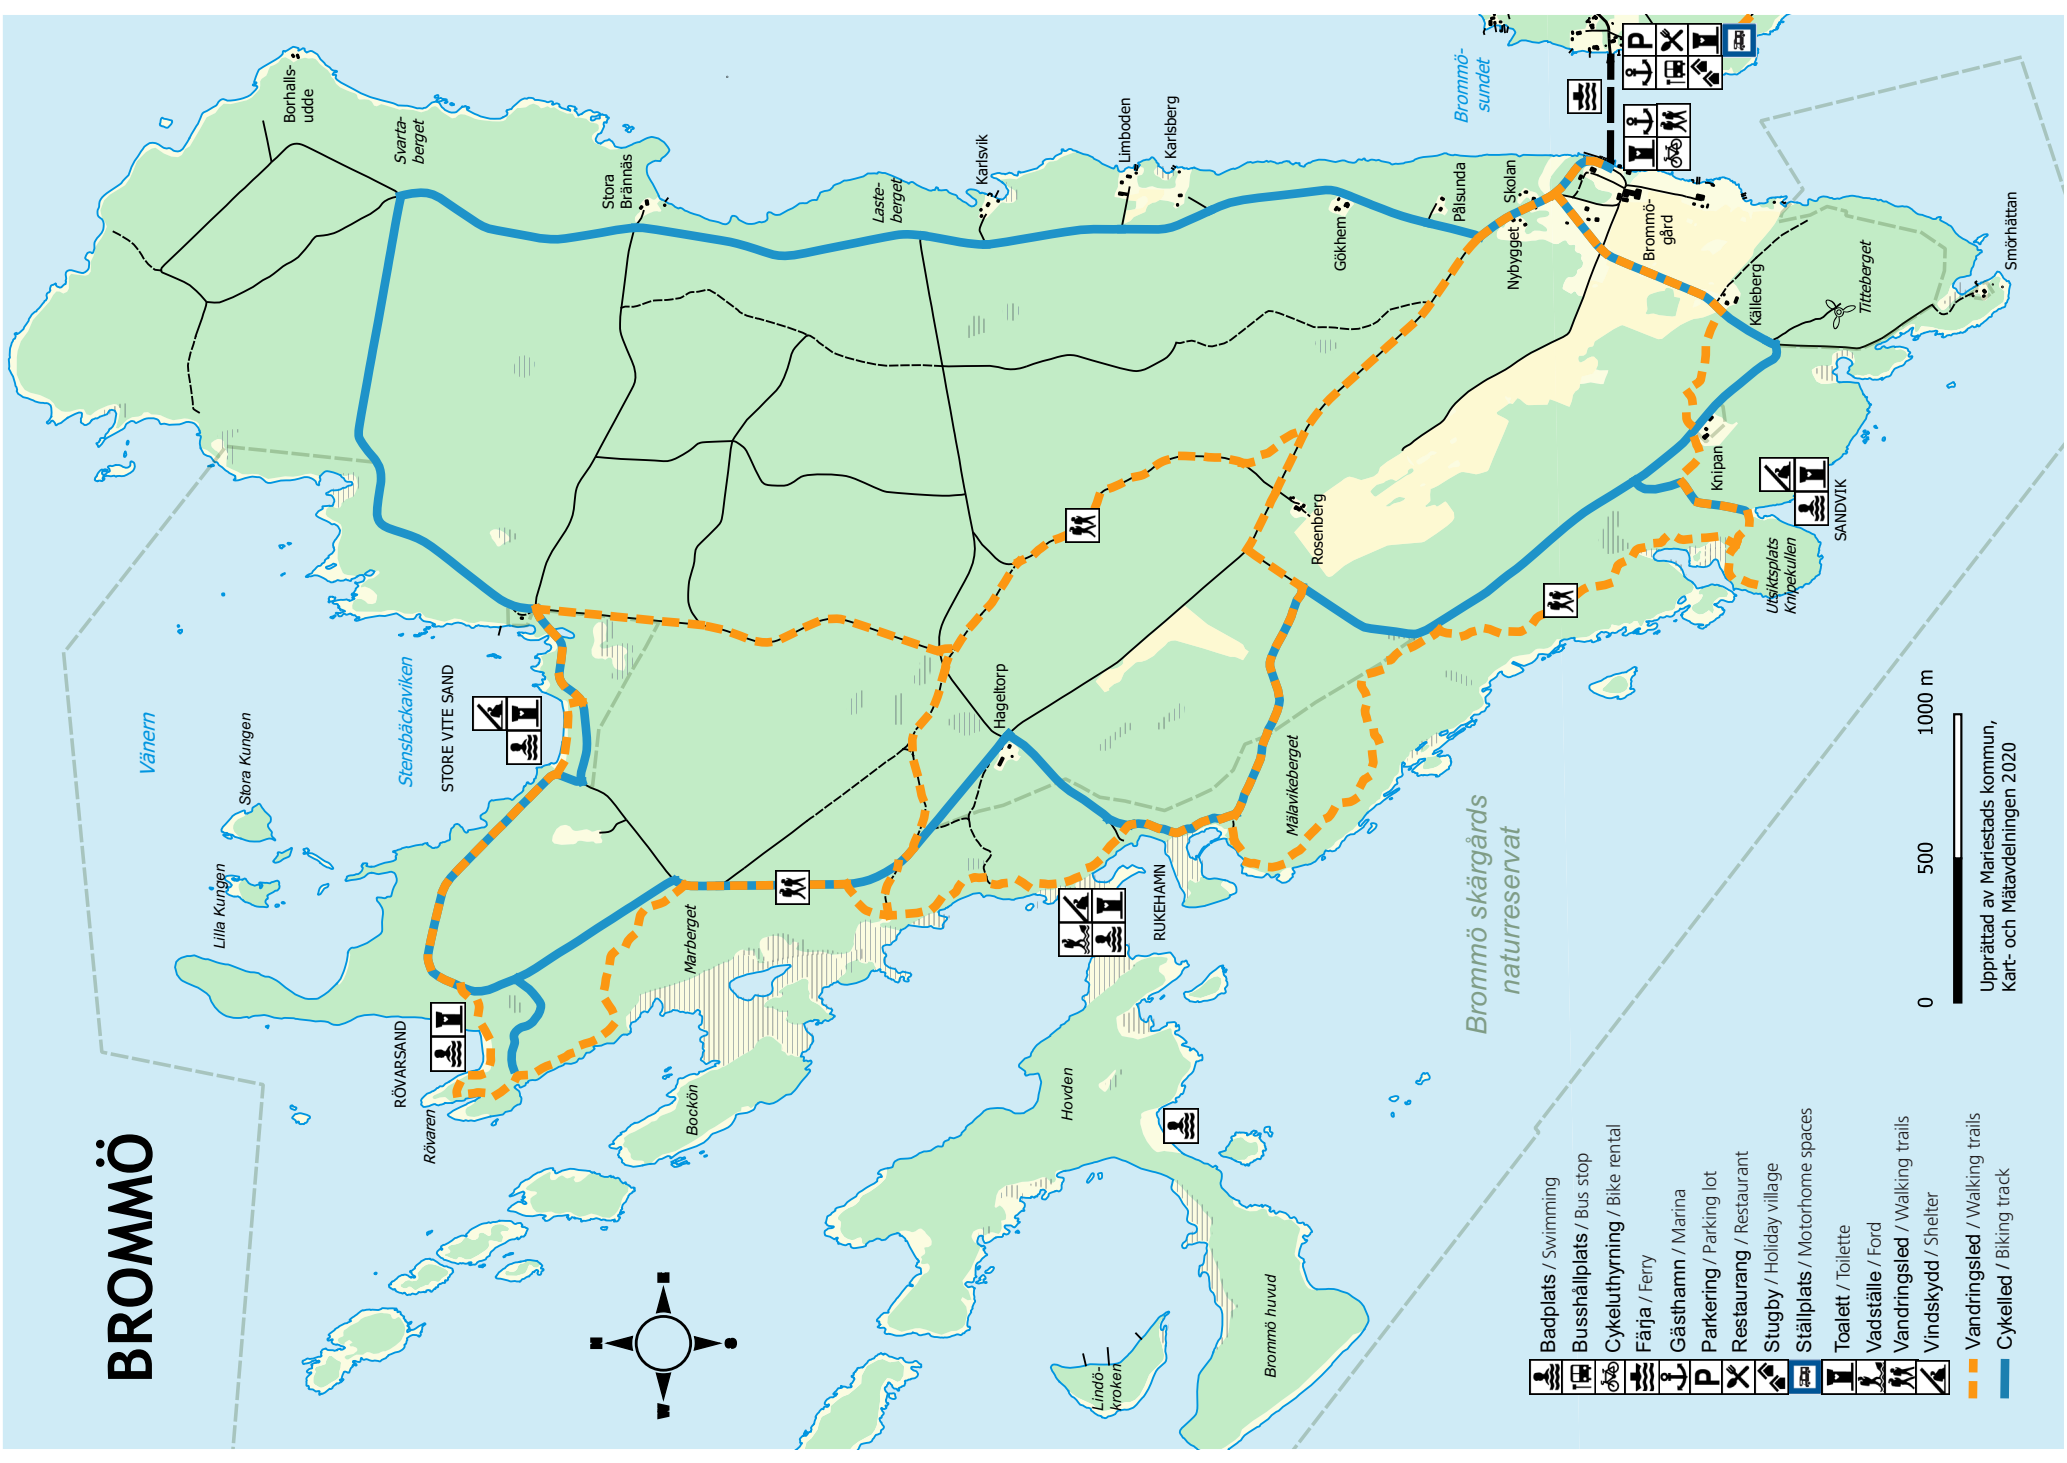 BROMMÖ
Vänern
Stora Kungen
Lilla Kungen
Stensbäckaviken
STORE VITE SAND
RÖVARSAND
Rövaren
Marberget
Bockön
Borhalls-
udde
Svarta-
berget
Stora
Brännäs
Laste-
berget
Karlsvik
Limboden
Karlsberg
Gökhem
Pålsunda
Skolan
Nybygget
Brommö-
sundet
P
Brommö-
gård
Källeberg
Titteberget
Smörhättan
Knipan
SANDVIK
Utsiktsplats
Knipekullen
Rosenberg
Hageltorp
Mälavikeberget
RUKEHAMN
Hovden
Brommö huvud
Lindö-
kroken
Brommö skärgårds
naturreservat
N
E
S
W
0
500
1000 m
Upprättad av Mariestads kommun,
Kart- och Mätavdelningen 2020
Badplats / Swimming
Busshållplats / Bus stop
Cykeluthyrning / Bike rental
Färja / Ferry
Gästhamn / Marina
P Parkering / Parking lot
Restaurang / Restaurant
Stugby / Holiday village
Ställplats / Motorhome spaces
Toalett / Toilette
Vadställe / Ford
Vandringsled / Walking trails
Vindskydd / Shelter
Vandringsled / Walking trails
Cykelled / Biking track